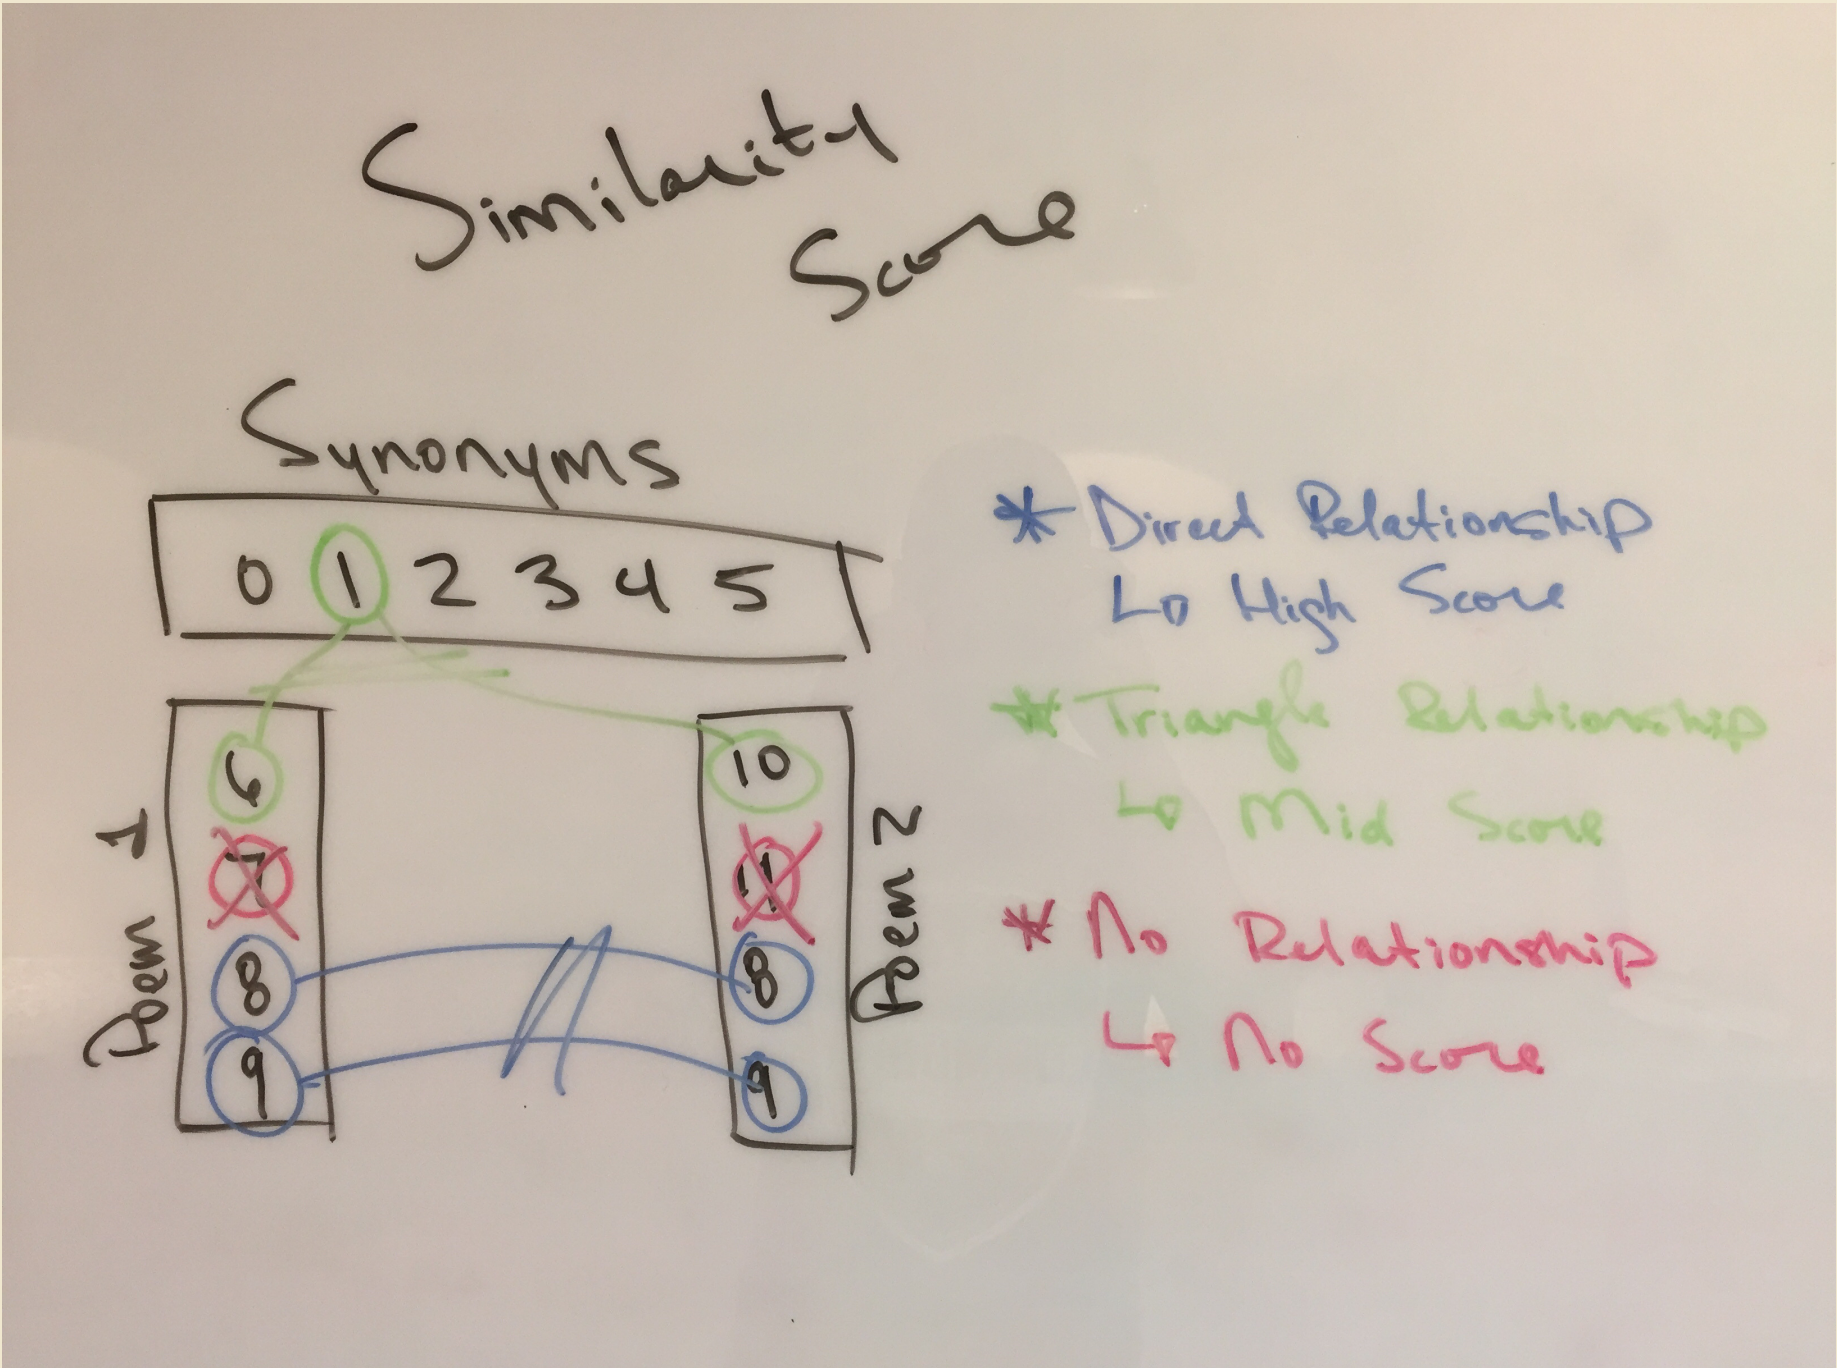 Similarity
Score
Synonyms
0 1 2 3 4 5
Poem 1
6
7
8
9
10
11
8
9
Poem 2
* Direct Relationship
↳ High Score
* Triangle Relationship
↳ Mid Score
* No Relationship
↳ No Score